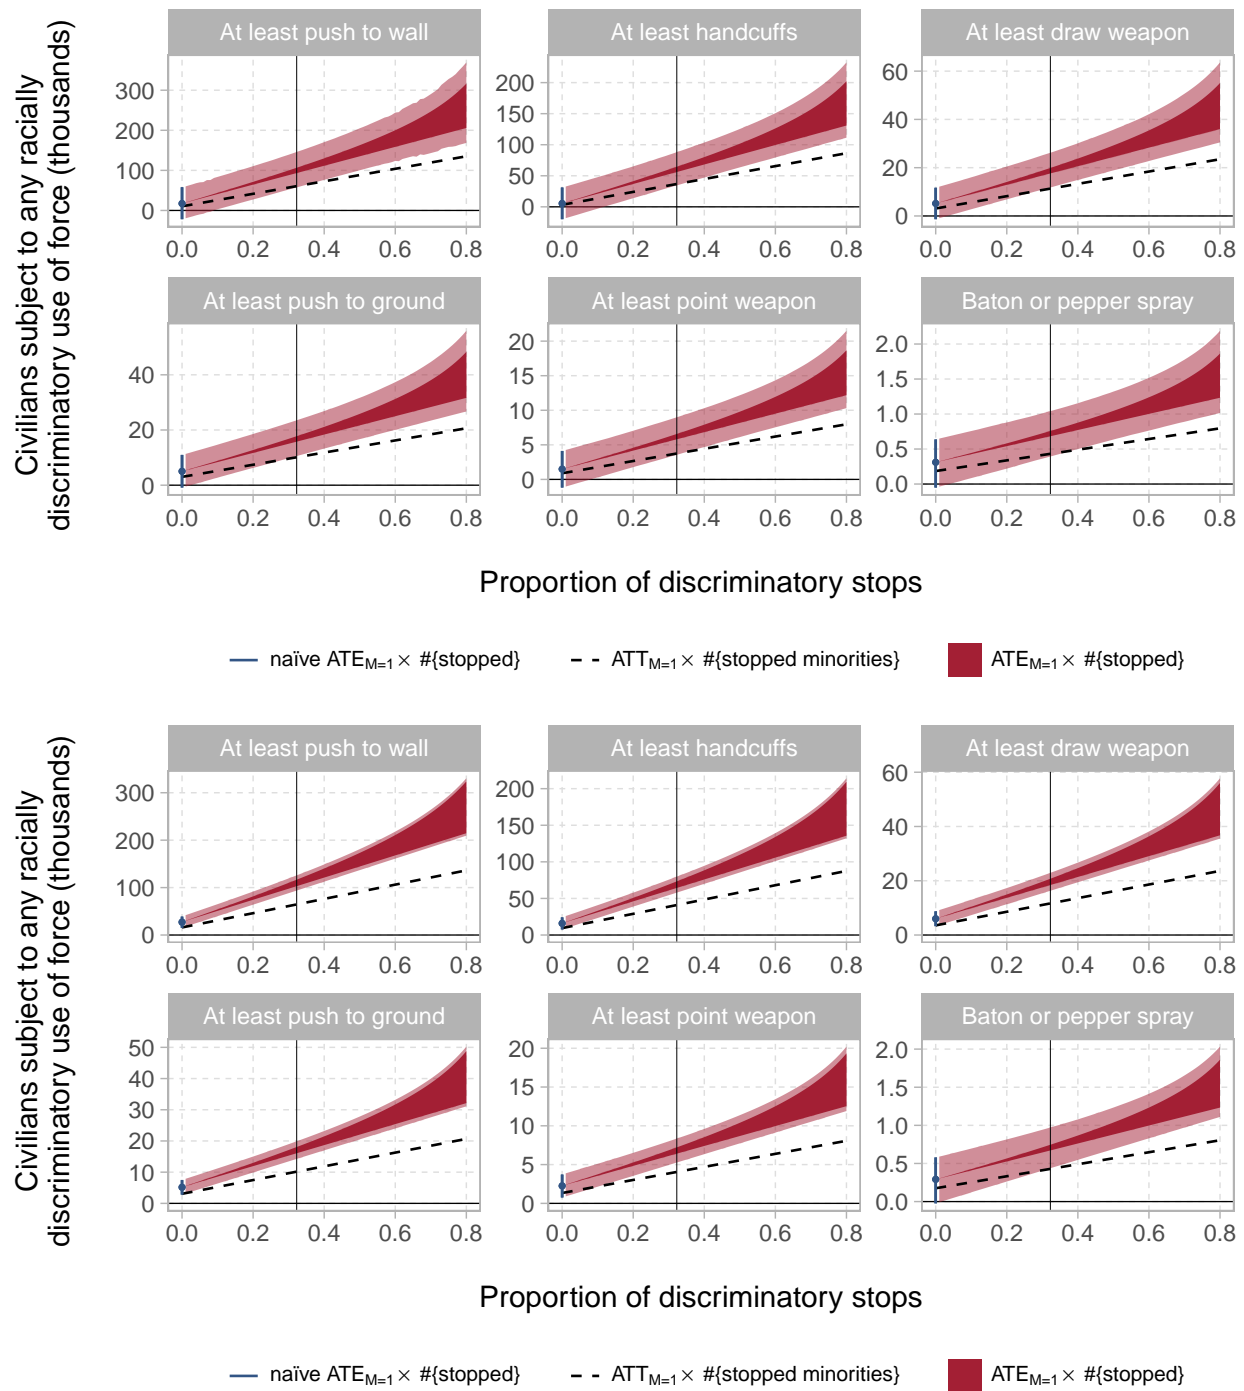 Civilians subject to any racially
discriminatory use of force (thousands)
At least push to wall
At least handcuffs
At least draw weapon
300
200
100
0
0.0 0.2 0.4 0.6 0.8
200
150
100
50
0
0.0 0.2 0.4 0.6 0.8
60
40
20
0
0.0 0.2 0.4 0.6 0.8
At least push to ground
At least point weapon
Baton or pepper spray
40
20
0
0.0 0.2 0.4 0.6 0.8
20
15
10
5
0
0.0 0.2 0.4 0.6 0.8
2.0
1.5
1.0
0.5
0.0
0.0 0.2 0.4 0.6 0.8
Proportion of discriminatory stops
naïve ATE_{M=1} × #{stopped}
ATT_{M=1} × #{stopped minorities}
ATE_{M=1} × #{stopped}
Civilians subject to any racially
discriminatory use of force (thousands)
At least push to wall
At least handcuffs
At least draw weapon
300
200
100
0
0.0 0.2 0.4 0.6 0.8
200
150
100
50
0
0.0 0.2 0.4 0.6 0.8
60
40
20
0
0.0 0.2 0.4 0.6 0.8
At least push to ground
At least point weapon
Baton or pepper spray
50
40
30
20
10
0
0.0 0.2 0.4 0.6 0.8
20
15
10
5
0
0.0 0.2 0.4 0.6 0.8
2.0
1.5
1.0
0.5
0.0
0.0 0.2 0.4 0.6 0.8
Proportion of discriminatory stops
naïve ATE_{M=1} × #{stopped}
ATT_{M=1} × #{stopped minorities}
ATE_{M=1} × #{stopped}